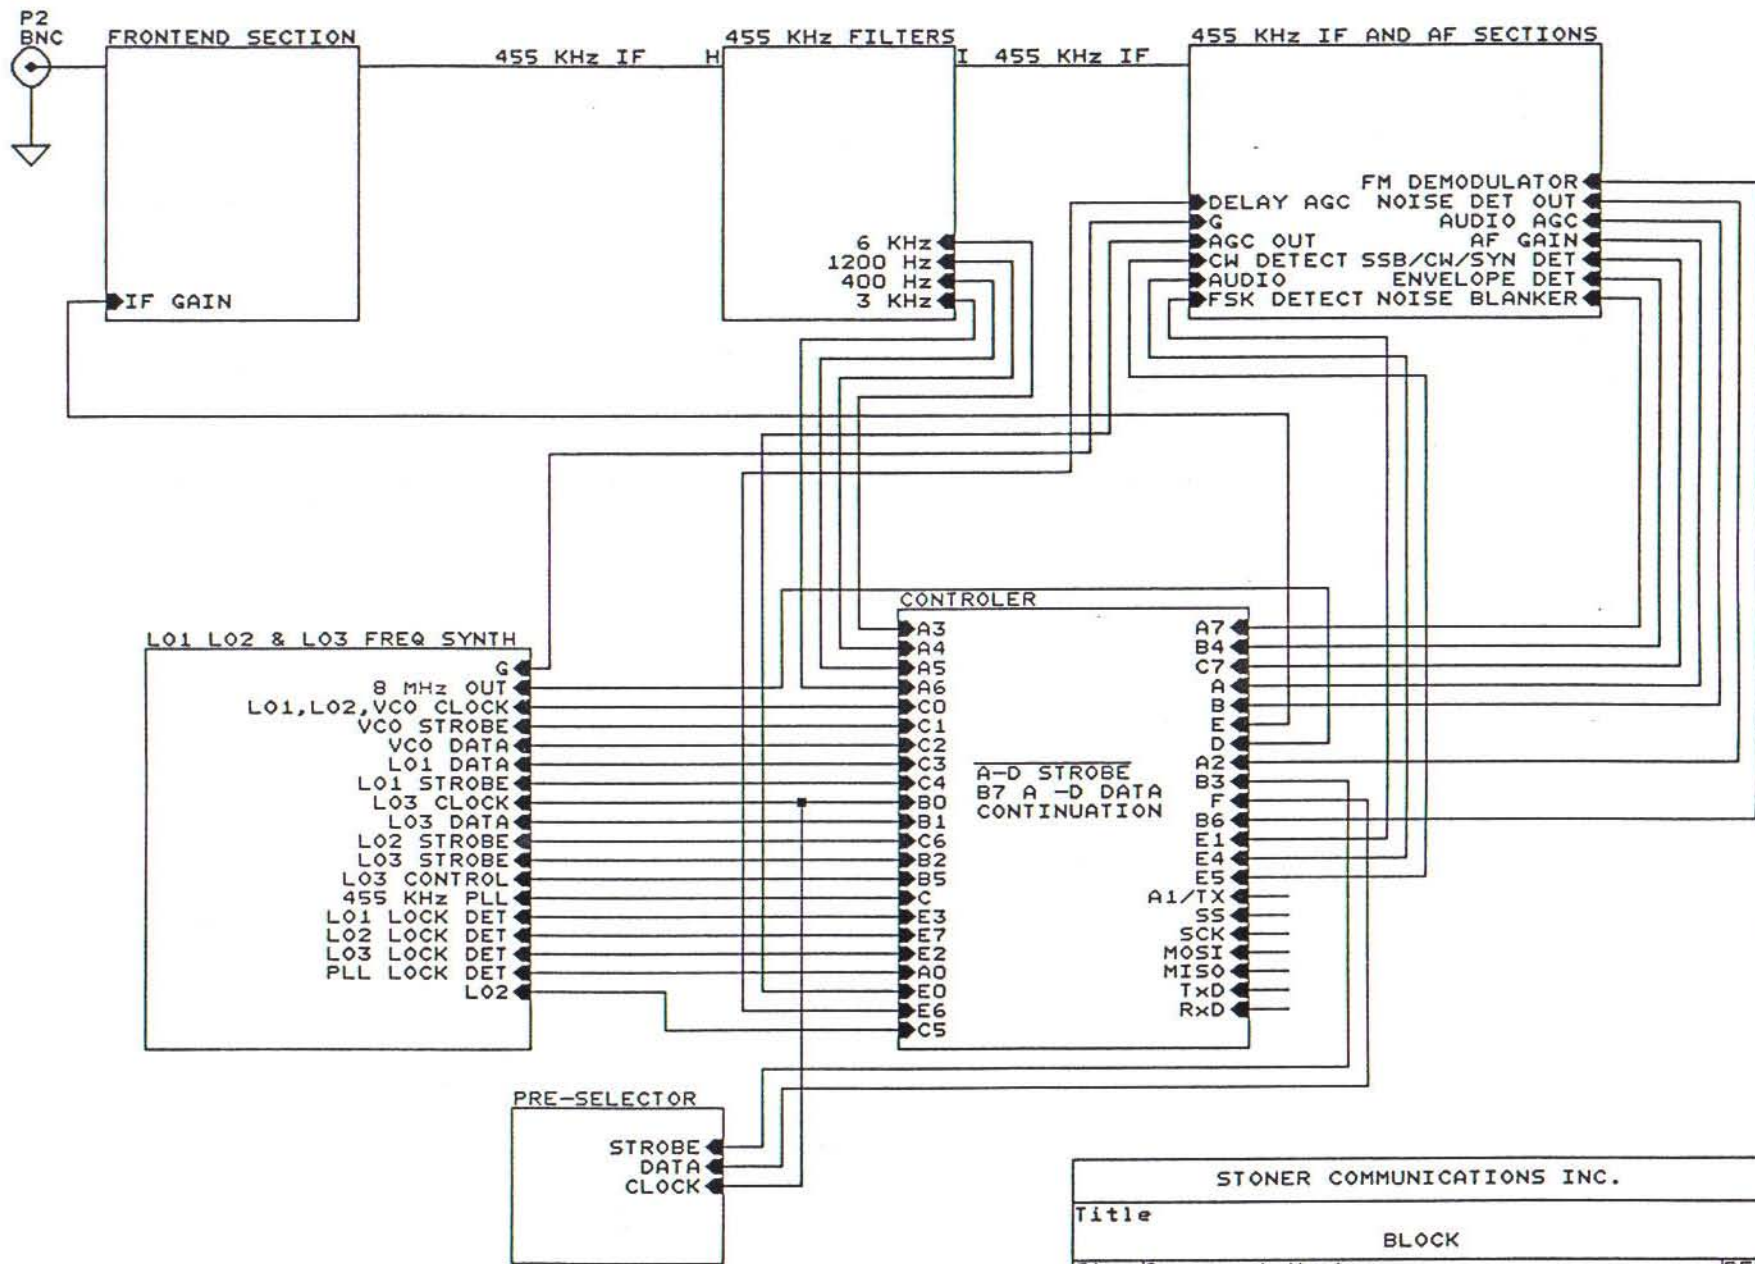 P2
BNC
FRONTEND SECTION
455 KHz IF
H
455 KHz FILTERS
I
455 KHz IF
455 KHz IF AND AF SECTIONS
IF GAIN
6 KHz
1200 Hz
400 Hz
3 KHz
FM DEMODULATOR
DELAY AGC NOISE DET OUT
G AUDIO AGC
AGC OUT AF GAIN
CW DETECT SSB/CW/SYN DET
AUDIO ENVELOPE DET
FSK DETECT NOISE BLANKER
LO1 LO2 & LO3 FREQ SYNTH
G
8 MHz OUT
LO1,LO2,VCO CLOCK
VCO STROBE
VCO DATA
LO1 DATA
LO1 STROBE
LO3 CLOCK
LO3 DATA
LO2 STROBE
LO3 STROBE
LO3 CONTROL
455 KHz PLL
LO1 LOCK DET
LO2 LOCK DET
LO3 LOCK DET
PLL LOCK DET
LO2
CONTROLER
A3
A4
A5
A6
C0
C1
C2
C3
C4
B0
B1
C6
B2
B5
C
E3
E7
E2
A0
E0
E6
C5
A-D STROBE
B7 A -D DATA
CONTINUATION
A7
B4
C7
A
B
E
D
A2
B3
F
B6
E1
E4
E5
A1/TX
SS
SCK
MOSI
MISO
TxD
RxD
PRE-SELECTOR
STROBE
DATA
CLOCK
STONER COMMUNICATIONS INC.
Title
BLOCK